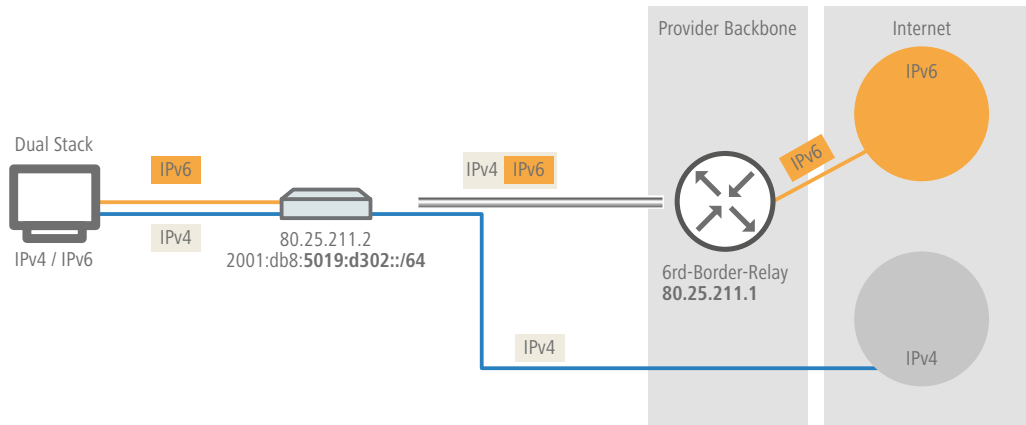 Provider Backbone
Internet
IPv6
Dual Stack
IPv6
IPv4 IPv6
IPv6
IPv4
IPv4 / IPv6
80.25.211.2
2001:db8:5019:d302::/64
6rd-Border-Relay
80.25.211.1
IPv4
IPv4